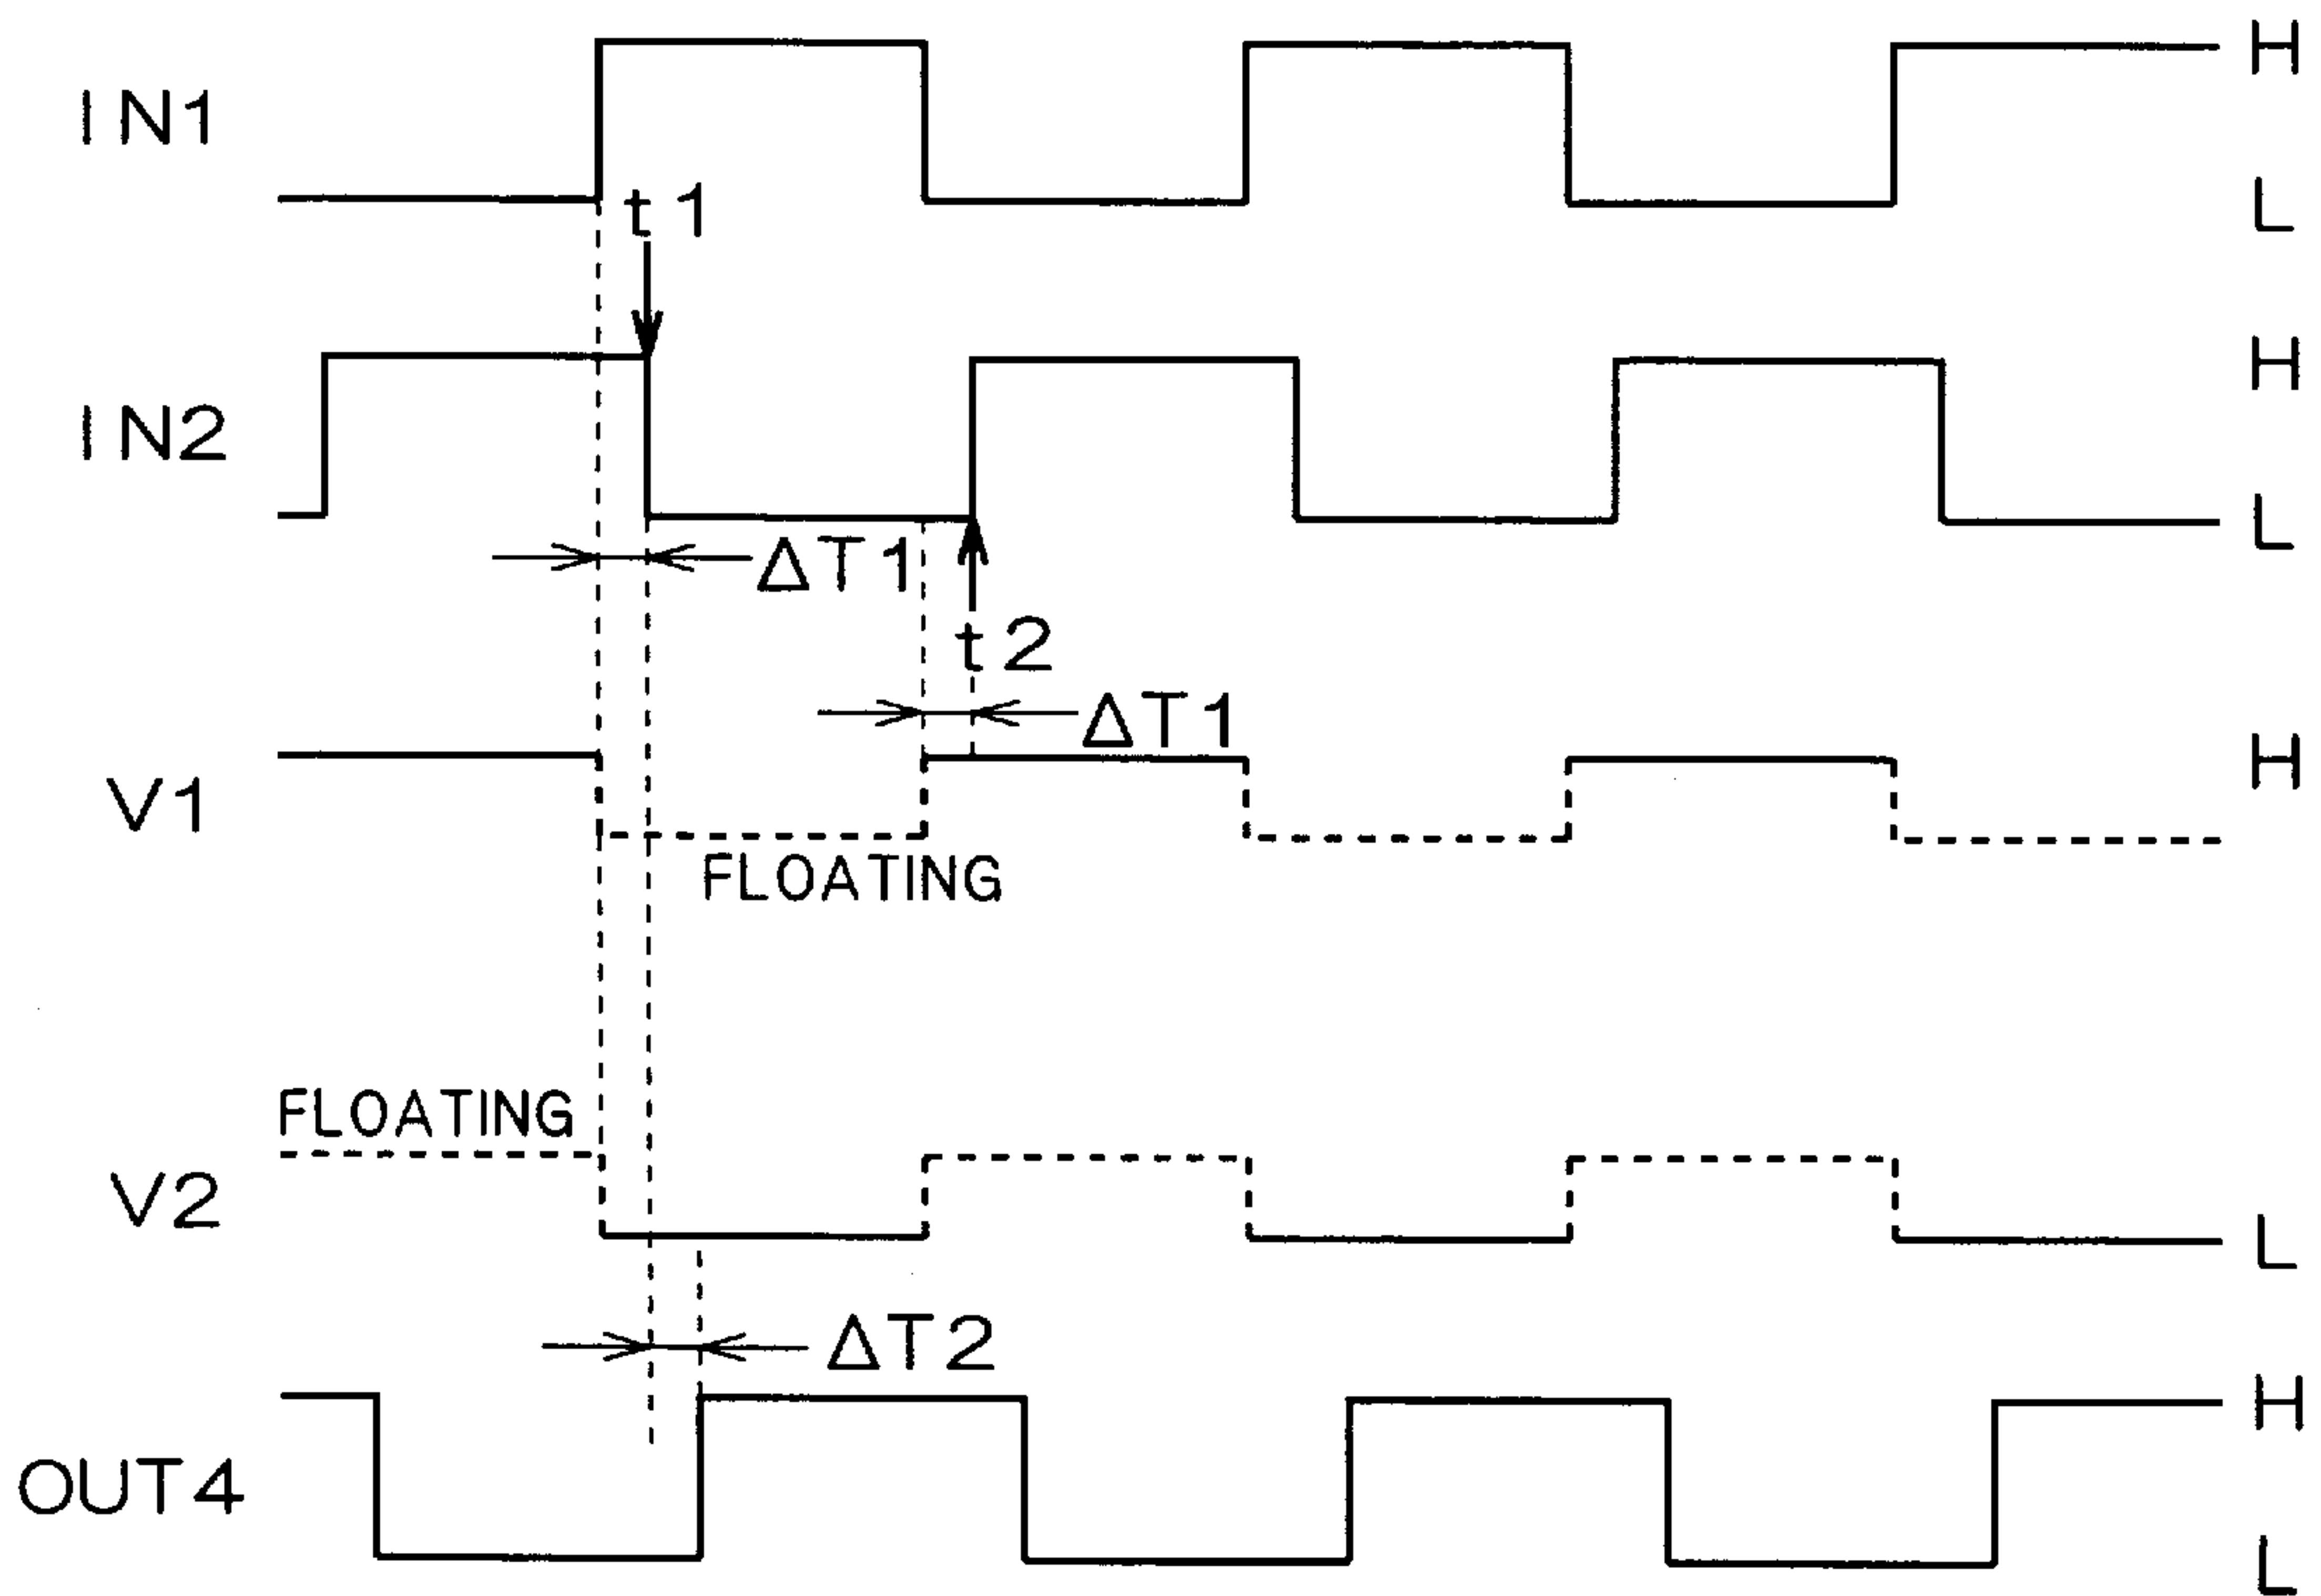 H
IN1
L
t1
H
IN2
L
ΔT1
t2
ΔT1
H
V1
FLOATING
FLOATING
V2
L
ΔT2
H
OUT4
L